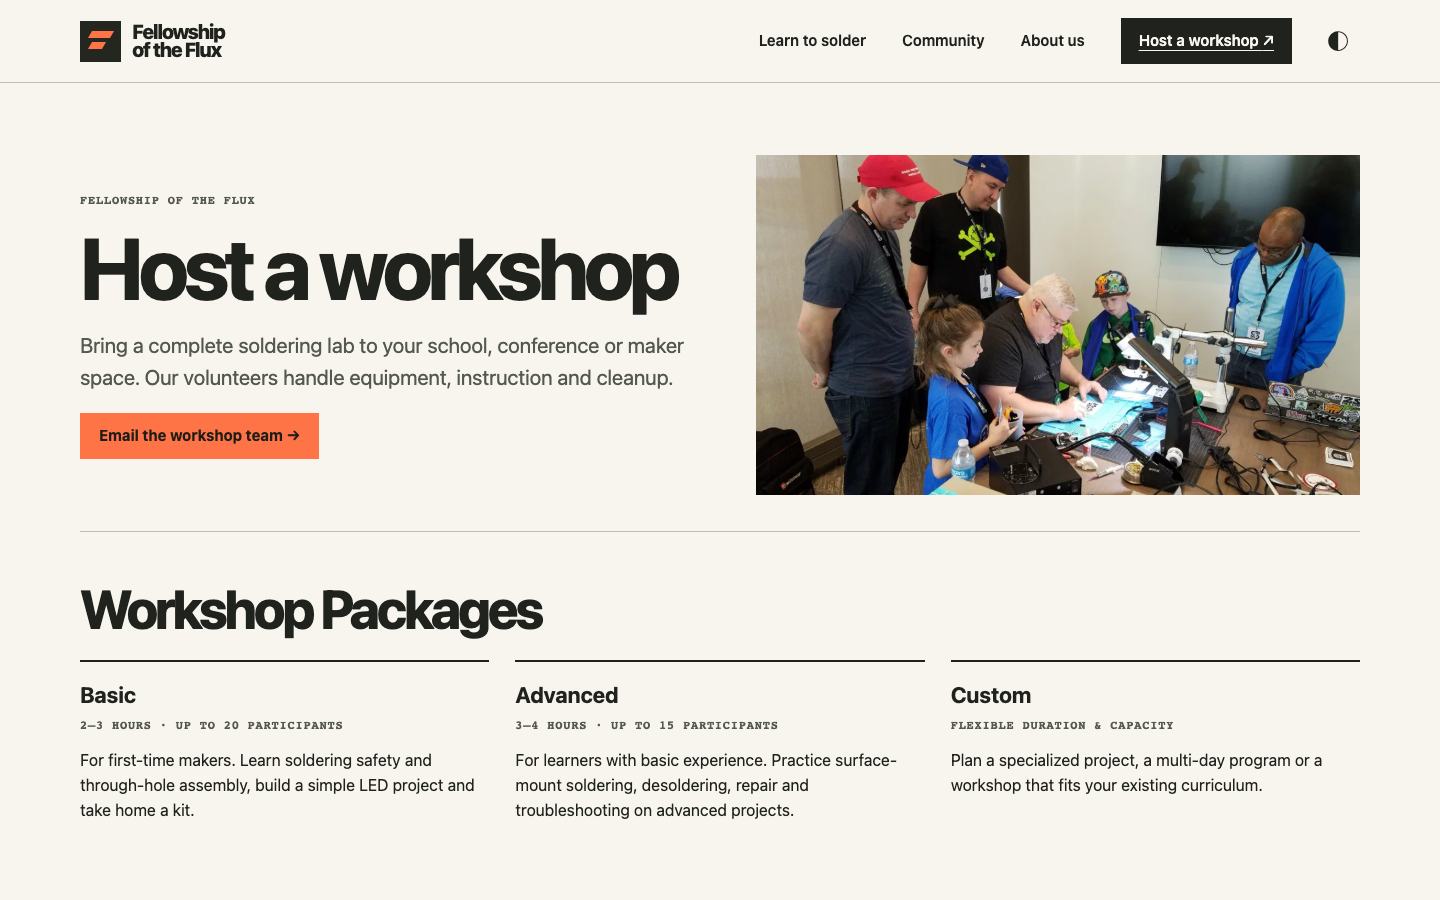 Fellowship
of the Flux
Learn to solder
Community
About us
Host a workshop ↗
FELLOWSHIP OF THE FLUX
Host a workshop
Bring a complete soldering lab to your school, conference or maker
space. Our volunteers handle equipment, instruction and cleanup.
Email the workshop team →
Workshop Packages
Basic
2–3 HOURS · UP TO 20 PARTICIPANTS
For first-time makers. Learn soldering safety and
through-hole assembly, build a simple LED project and
take home a kit.
Advanced
3–4 HOURS · UP TO 15 PARTICIPANTS
For learners with basic experience. Practice surface-
mount soldering, desoldering, repair and
troubleshooting on advanced projects.
Custom
FLEXIBLE DURATION & CAPACITY
Plan a specialized project, a multi-day program or a
workshop that fits your existing curriculum.